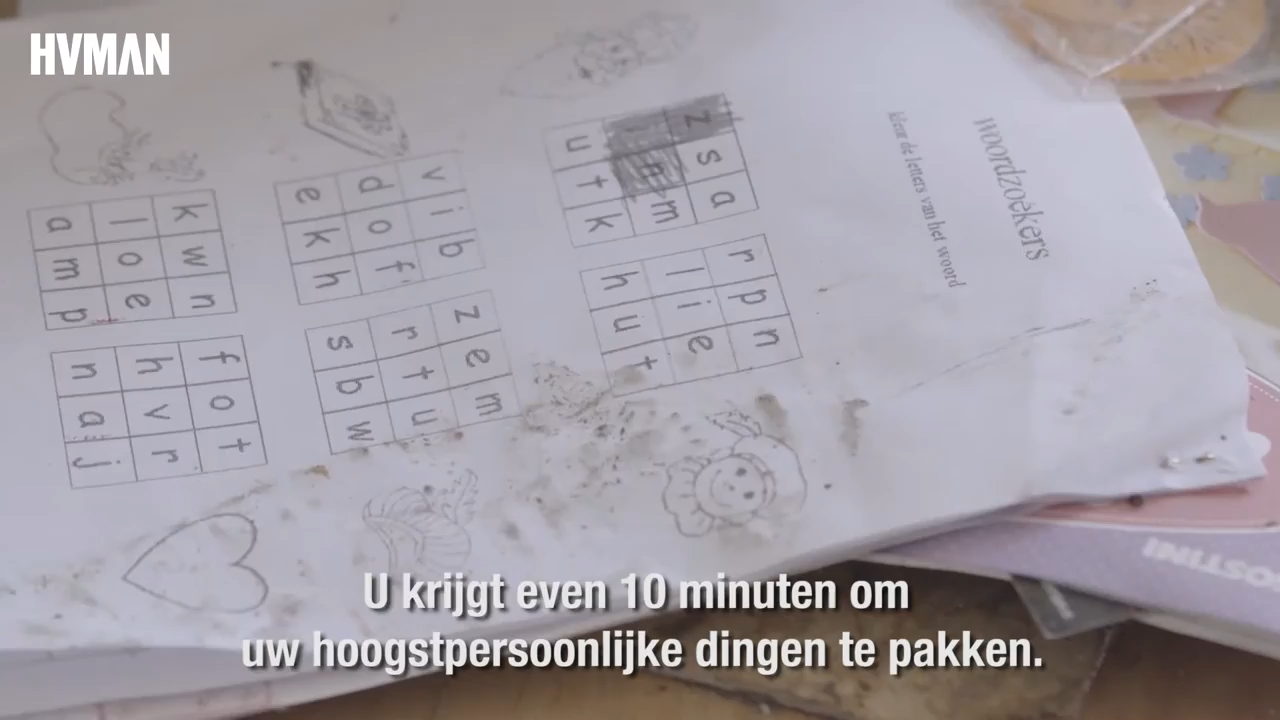 HVMAN
woordzoekers
kleur de letters van het woord
z s a
m
u t k
r p n
l i e
h u t
v i b
d o f
e k h
z e m
r t u
s b w
k w n
l o e
a m p
f o t
h v r
n a j
U krijgt even 10 minuten om
uw hoogstpersoonlijke dingen te pakken.